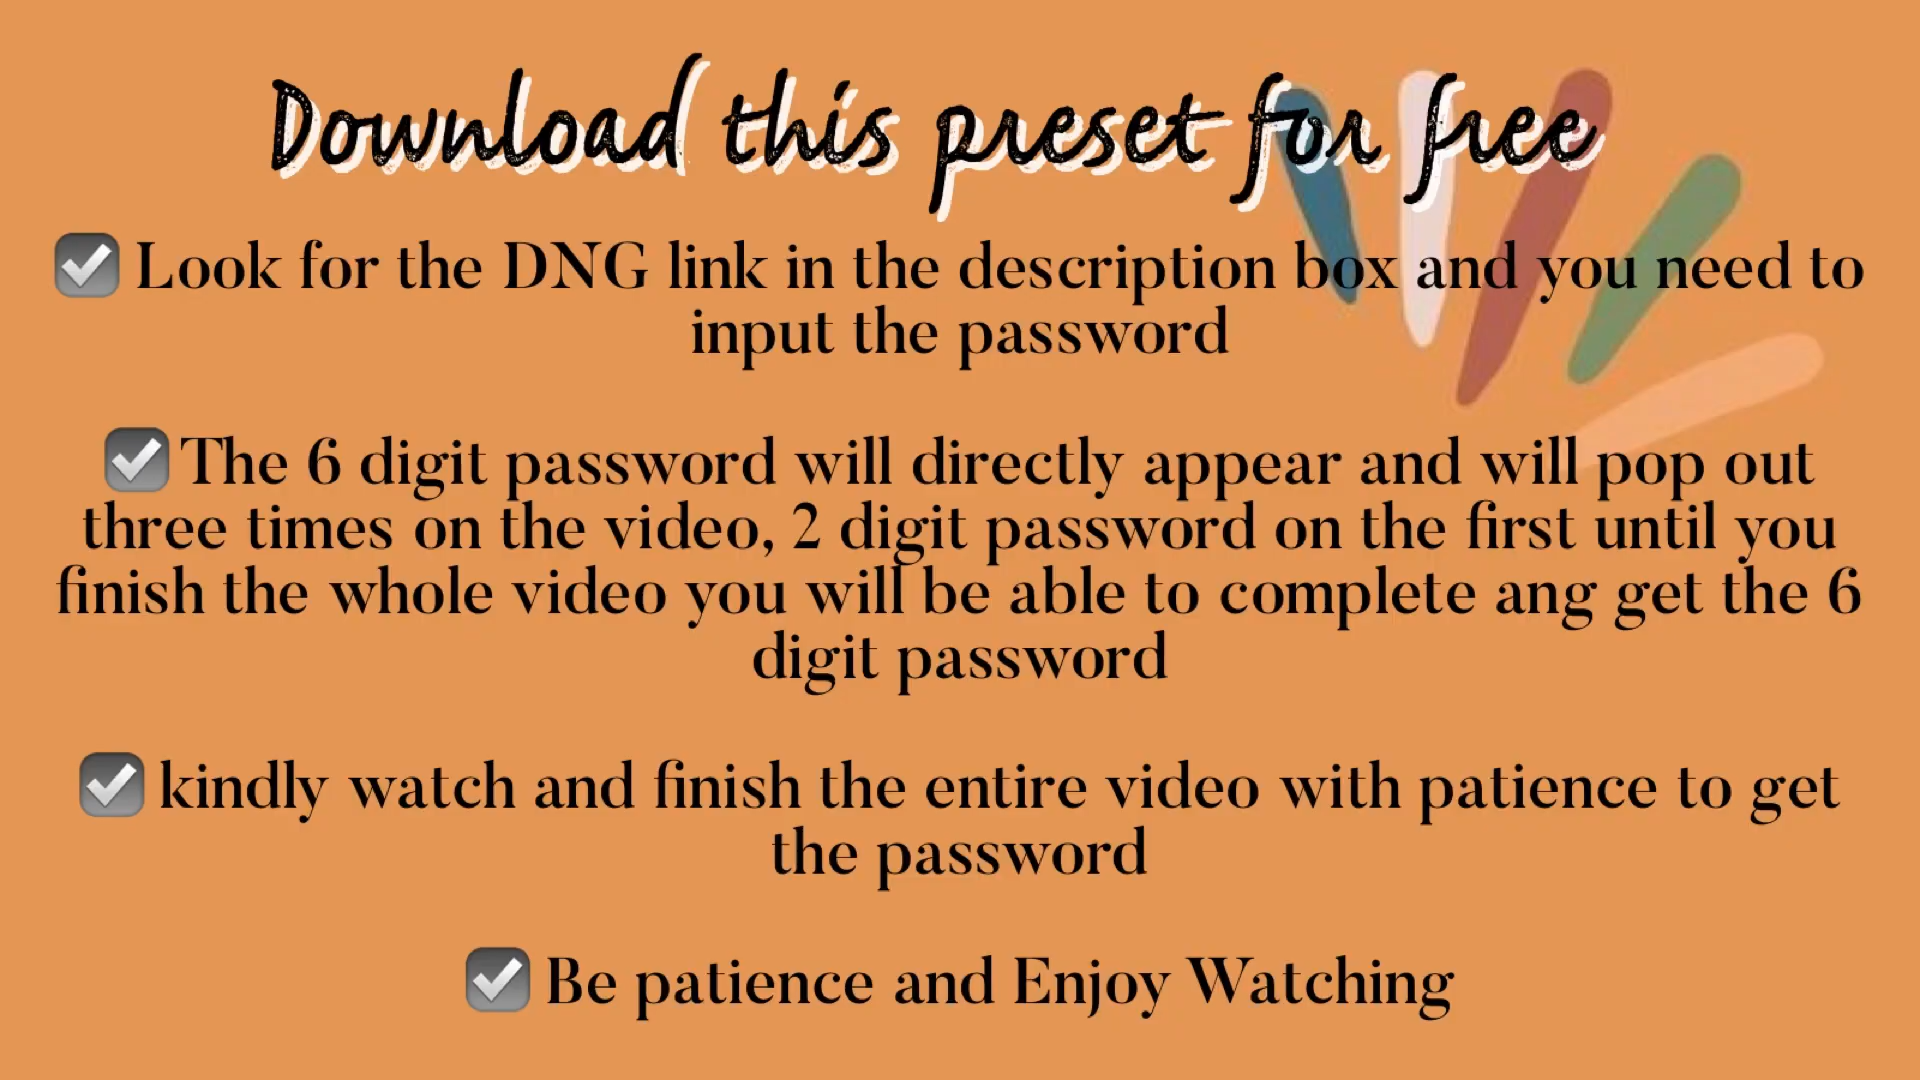 Download this preset for free
☑ Look for the DNG link in the description box and you need to
input the password
☑ The 6 digit password will directly appear and will pop out
three times on the video, 2 digit password on the first until you
finish the whole video you will be able to complete ang get the 6
digit password
☑ kindly watch and finish the entire video with patience to get
the password
☑ Be patience and Enjoy Watching